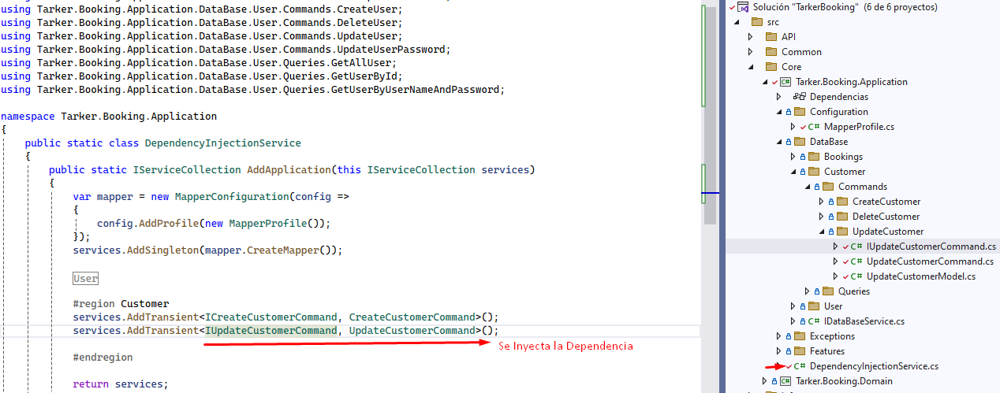 using Tarker.Booking.Application.DataBase.User.Commands.CreateUser;
using Tarker.Booking.Application.DataBase.User.Commands.DeleteUser;
using Tarker.Booking.Application.DataBase.User.Commands.UpdateUser;
using Tarker.Booking.Application.DataBase.User.Commands.UpdateUserPassword;
using Tarker.Booking.Application.DataBase.User.Queries.GetAllUser;
using Tarker.Booking.Application.DataBase.User.Queries.GetUserById;
using Tarker.Booking.Application.DataBase.User.Queries.GetUserByUserNameAndPassword;
namespace Tarker.Booking.Application
{
public static class DependencyInjectionService
{
public static IServiceCollection AddApplication(this IServiceCollection services)
{
var mapper = new MapperConfiguration(config =>
{
config.AddProfile(new MapperProfile());
});
services.AddSingleton(mapper.CreateMapper());
User
#region Customer
services.AddTransient<ICreateCustomerCommand, CreateCustomerCommand>();
services.AddTransient<IUpdateCustomerCommand, UpdateCustomerCommand>();
Se Inyecta la Dependencia
#endregion
return services;
Solución "TarkerBooking" (6 de 6 proyectos)
src
API
Common
Core
C# Tarker.Booking.Application
Dependencias
Configuration
C# MapperProfile.cs
DataBase
Bookings
Customer
Commands
CreateCustomer
DeleteCustomer
UpdateCustomer
C# IUpdateCustomerCommand.cs
C# UpdateCustomerCommand.cs
C# UpdateCustomerModel.cs
Queries
User
C# IDataBaseService.cs
Exceptions
Features
C# DependencyInjectionService.cs
C# Tarker.Booking.Domain